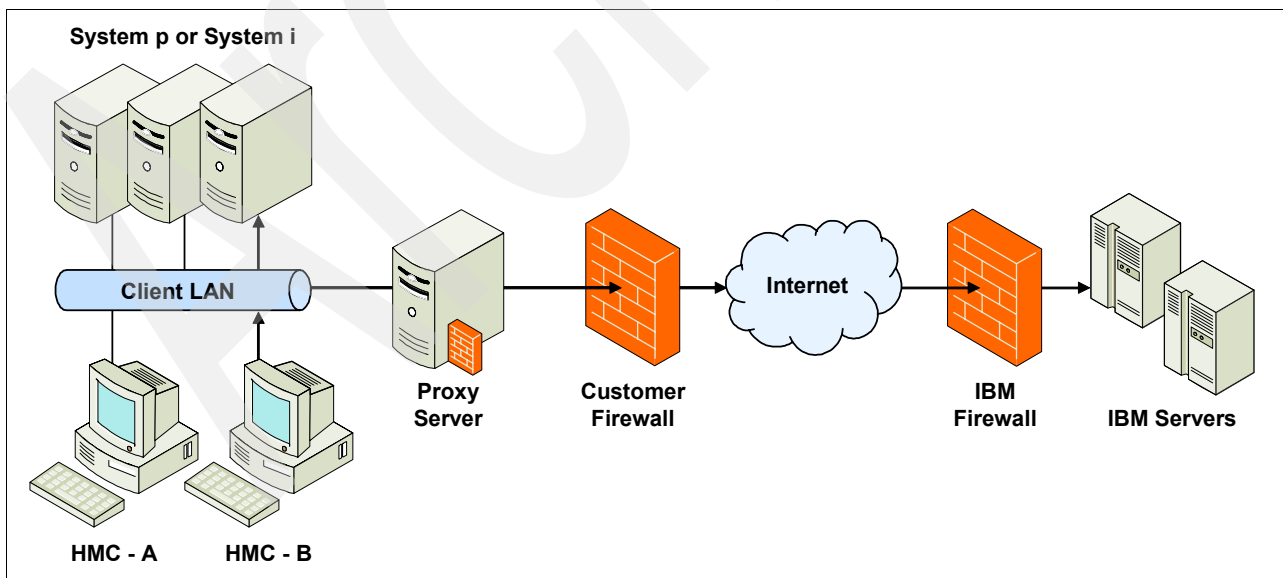 System p or System i
Client LAN
Internet
Proxy
Server
Customer
Firewall
IBM
Firewall
IBM Servers
HMC - A
HMC - B